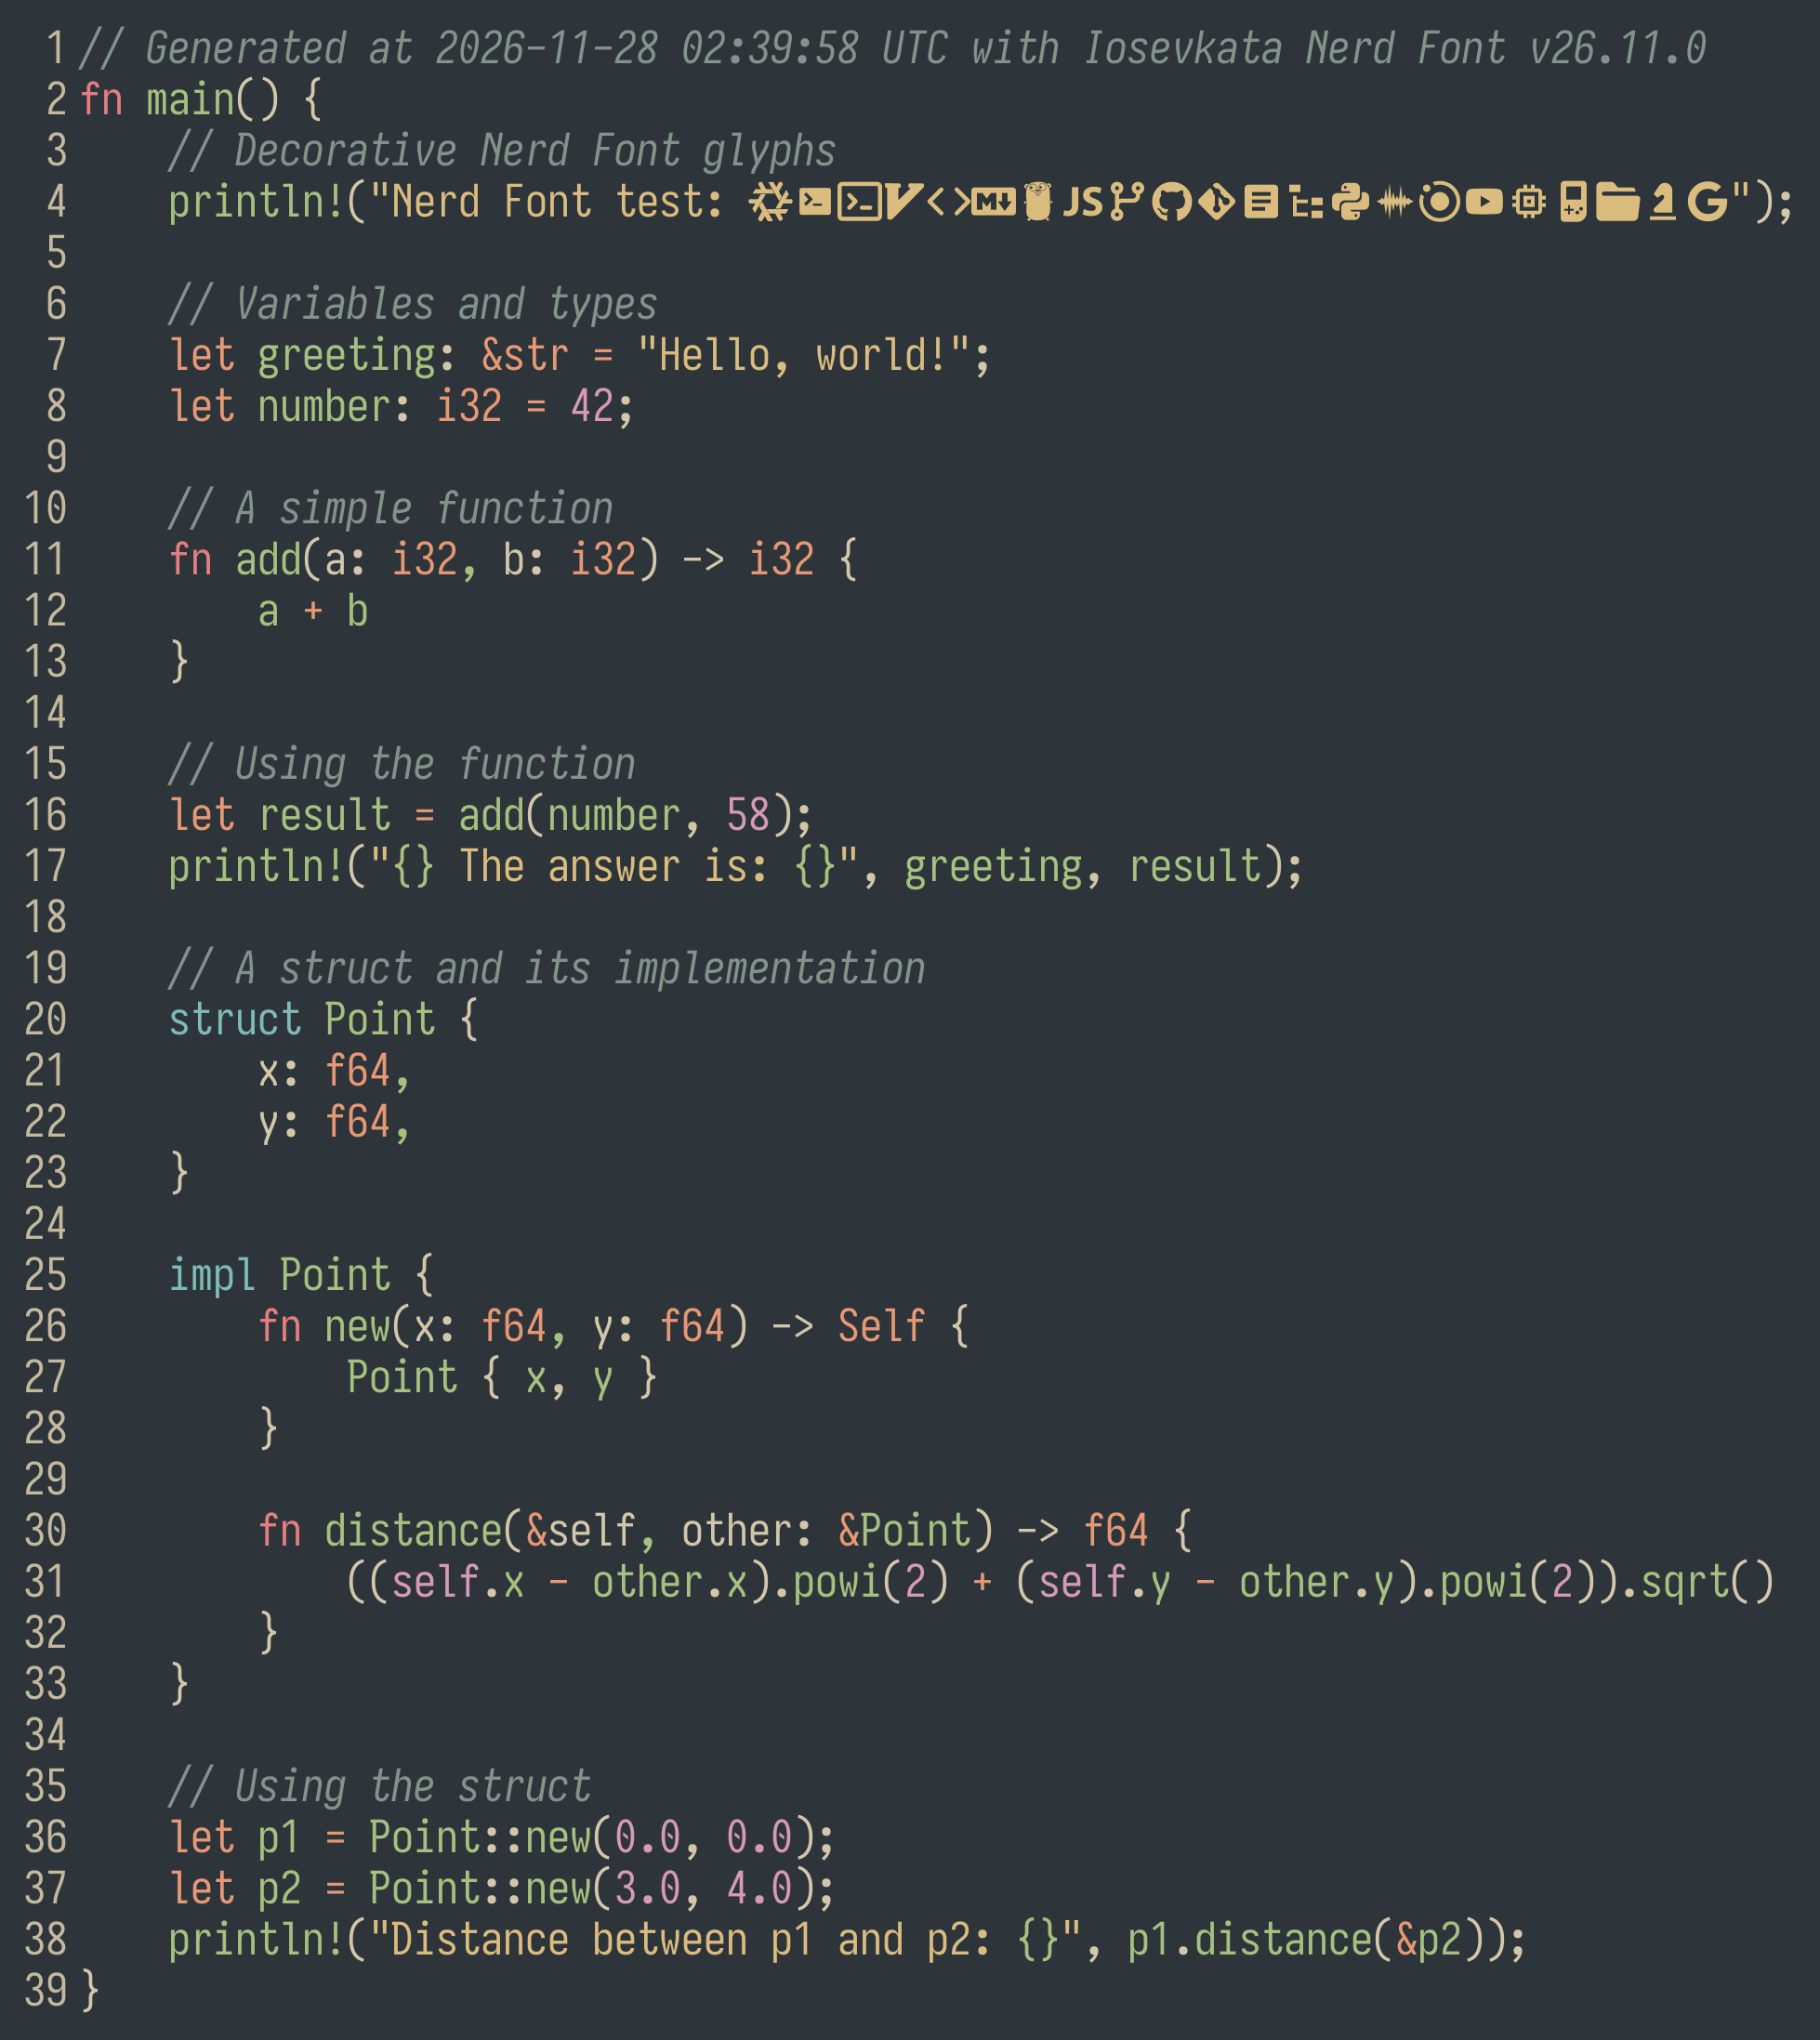 1 // Generated at 2026-11-28 02:39:58 UTC with Iosevkata Nerd Font v26.11.0
2 fn main() {
3     // Decorative Nerd Font glyphs
4     println!("Nerd Font test: JS");
5
6     // Variables and types
7     let greeting: &str = "Hello, world!";
8     let number: i32 = 42;
9
10     // A simple function
11     fn add(a: i32, b: i32) -> i32 {
12         a + b
13     }
14
15     // Using the function
16     let result = add(number, 58);
17     println!("{} The answer is: {}", greeting, result);
18
19     // A struct and its implementation
20     struct Point {
21         x: f64,
22         y: f64,
23     }
24
25     impl Point {
26         fn new(x: f64, y: f64) -> Self {
27             Point { x, y }
28         }
29
30         fn distance(&self, other: &Point) -> f64 {
31             ((self.x - other.x).powi(2) + (self.y - other.y).powi(2)).sqrt()
32         }
33     }
34
35     // Using the struct
36     let p1 = Point::new(0.0, 0.0);
37     let p2 = Point::new(3.0, 4.0);
38     println!("Distance between p1 and p2: {}", p1.distance(&p2));
39 }